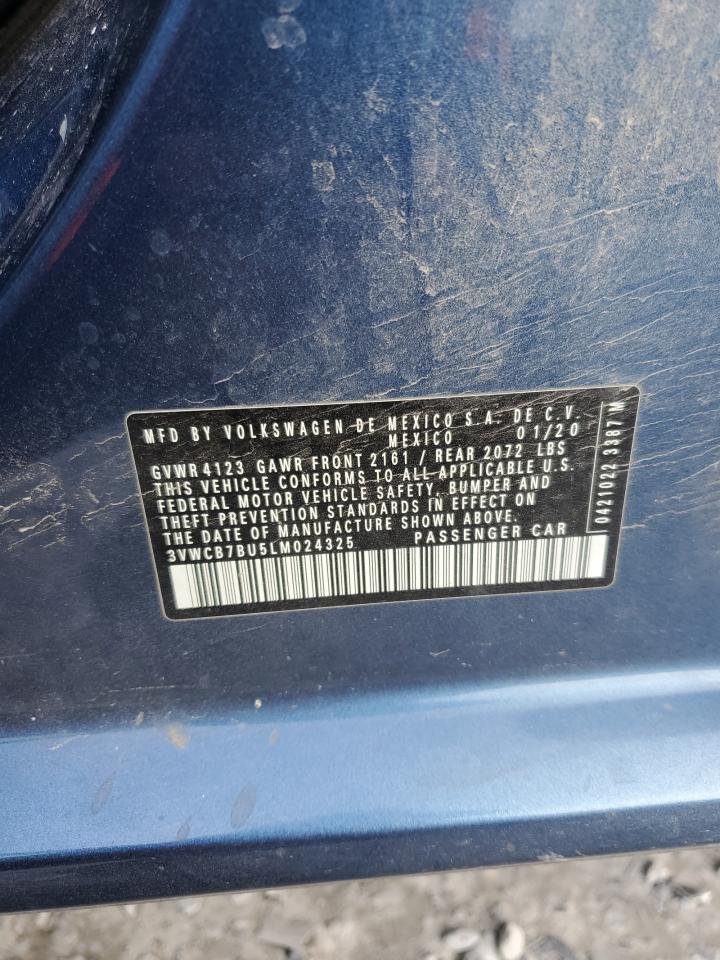 MFD BY VOLKSWAGEN DE MEXICO S.A. DE C.V.
MEXICO 01/20
GVWR 4123 GAWR FRONT 2161 / REAR 2072 LBS
THIS VEHICLE CONFORMS TO ALL APPLICABLE U.S.
FEDERAL MOTOR VEHICLE SAFETY, BUMPER AND
THEFT PREVENTION STANDARDS IN EFFECT ON
THE DATE OF MANUFACTURE SHOWN ABOVE.
3VWCB7BU5LM024325 PASSENGER CAR
0421022 3387 M